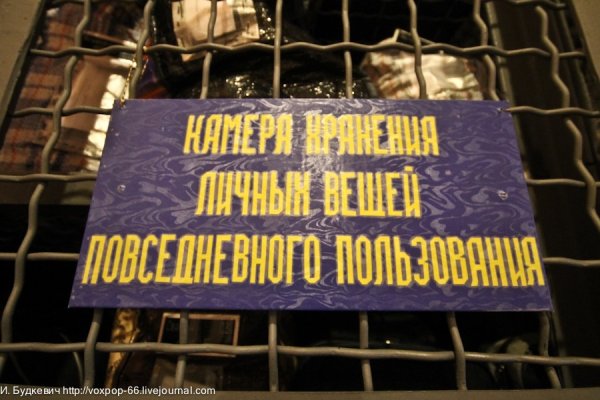 КАМЕРА ХРАНЕНИЯ
ЛИЧНЫХ ВЕЩЕЙ
ПОВСЕДНЕВНОГО ПОЛЬЗОВАНИЯ
И. Будкевич http://voxpop-66.livejournal.com